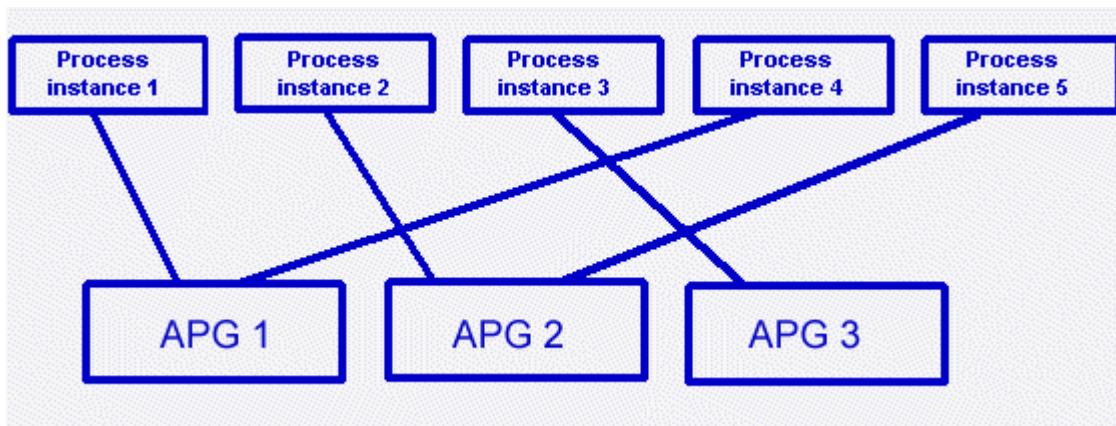 Process
instance 1
Process
instance 2
Process
instance 3
Process
instance 4
Process
instance 5
APG 1
APG 2
APG 3